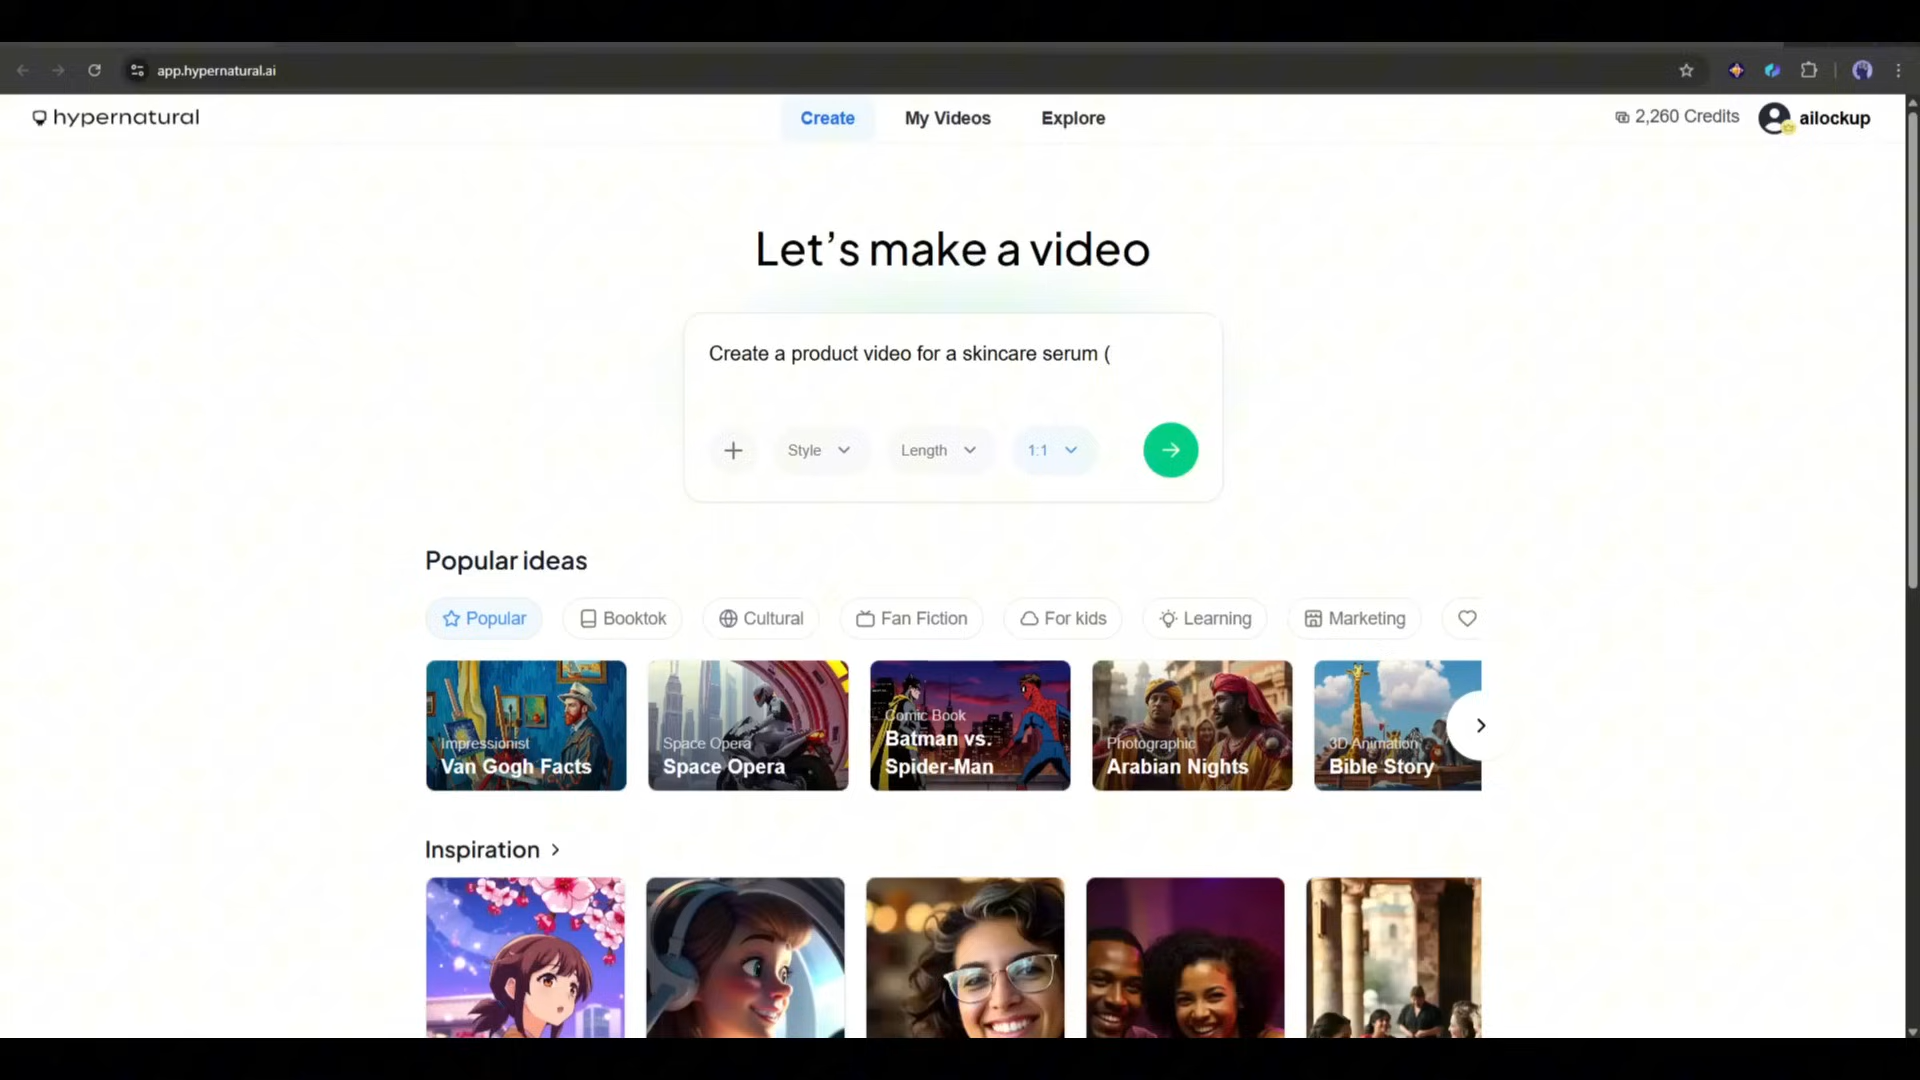 app.hypernatural.ai
hypernatural
Create
My Videos
Explore
2,260 Credits
ailockup
Let's make a video
Create a product video for a skincare serum (
Style
Length
1:1
Popular ideas
Popular
Booktok
Cultural
Fan Fiction
For kids
Learning
Marketing
Impressionist
Van Gogh Facts
Space Opera
Space Opera
Comic Book
Batman vs.
Spider-Man
Photographic
Arabian Nights
3D Animation
Bible Story
Inspiration